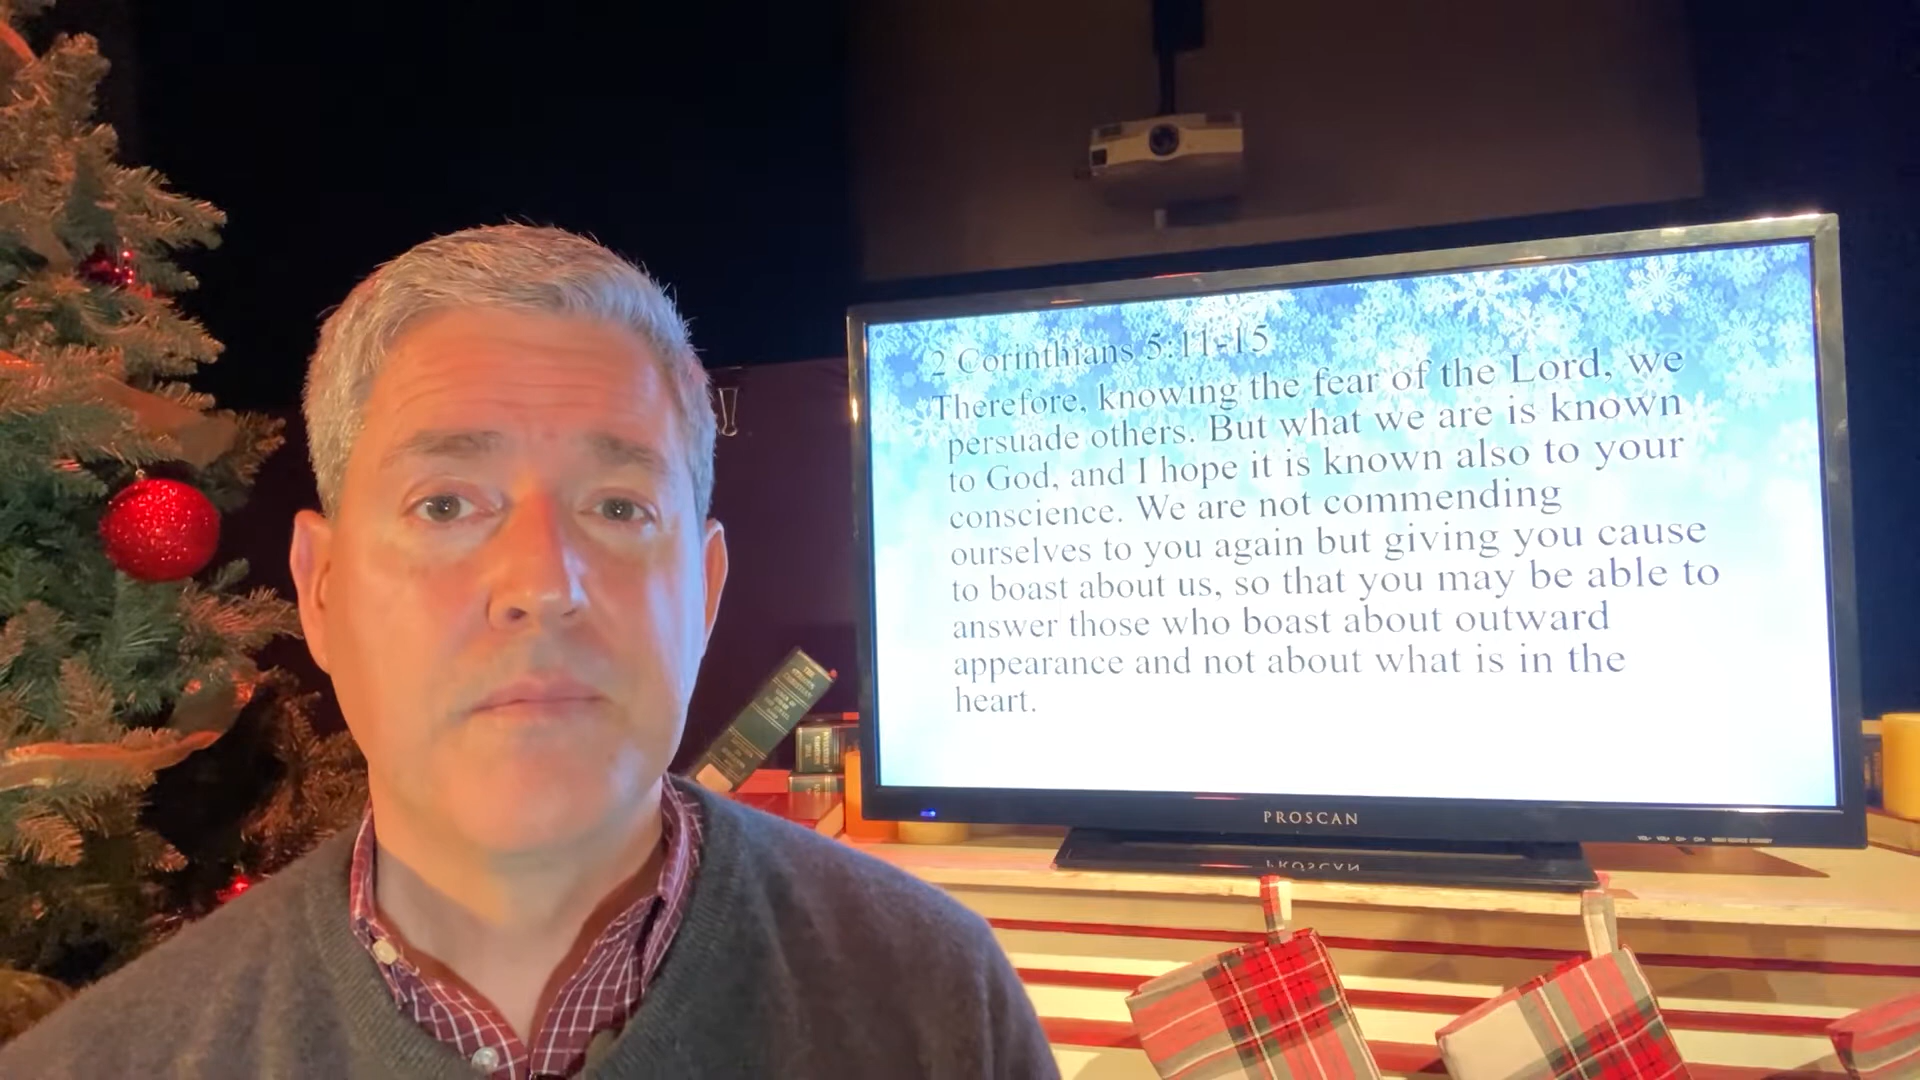 2 Corinthians 5:11-15
Therefore, knowing the fear of the Lord, we
persuade others. But what we are is known
to God, and I hope it is known also to your
conscience. We are not commending
ourselves to you again but giving you cause
to boast about us, so that you may be able to
answer those who boast about outward
appearance and not about what is in the
heart.
PROSCAN